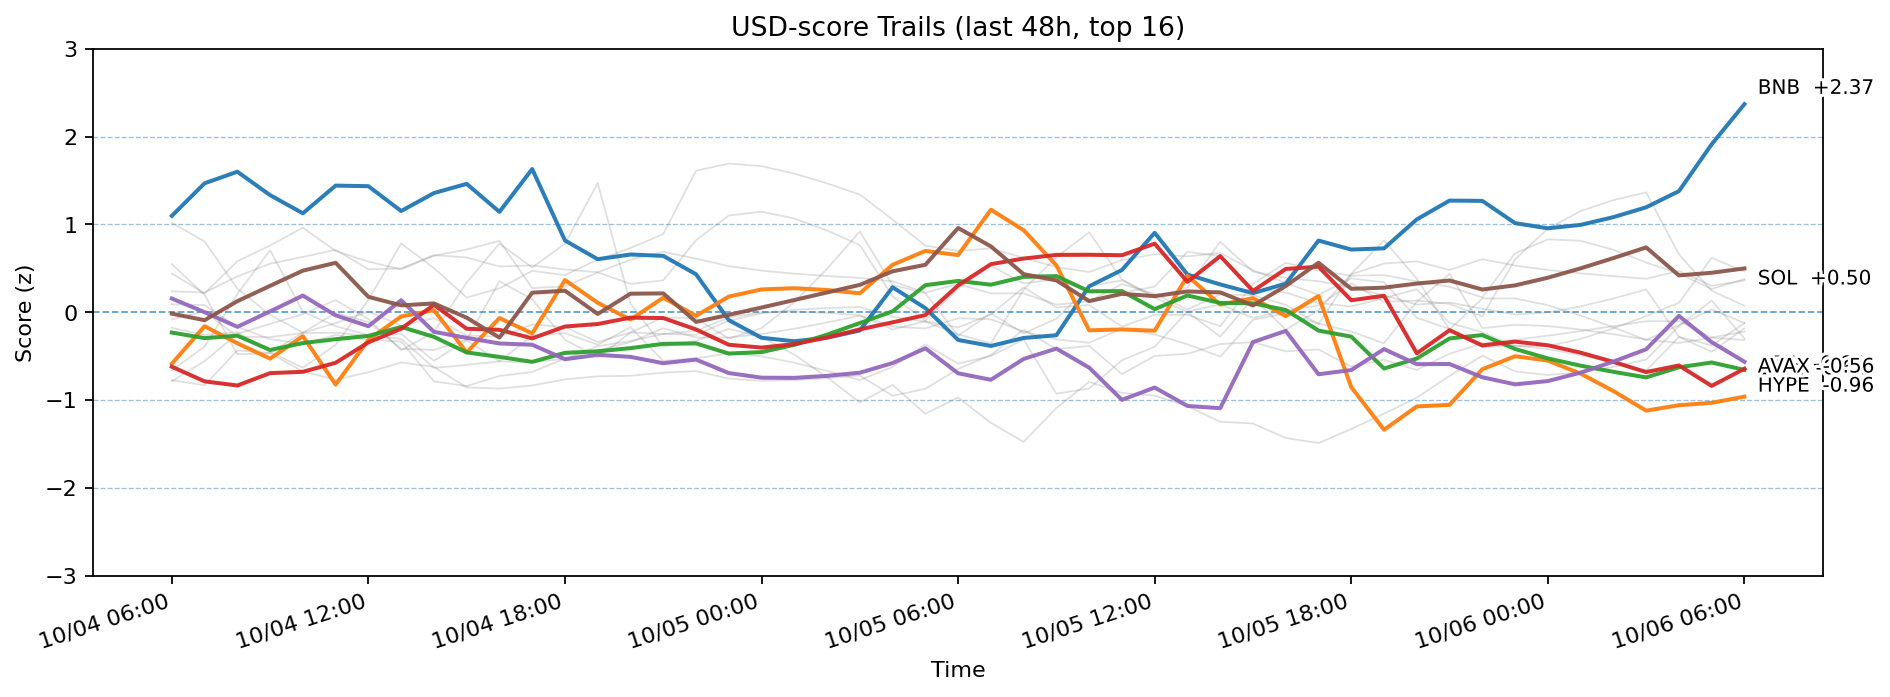 USD-score Trails (last 48h, top 16)
3
2
1
0
−1
−2
−3
Score (z)
BNB +2.37
SOL +0.50
AVAX -0.56
HYPE -0.96
10/04 06:00
10/04 12:00
10/04 18:00
10/05 00:00
10/05 06:00
10/05 12:00
10/05 18:00
10/06 00:00
10/06 06:00
Time